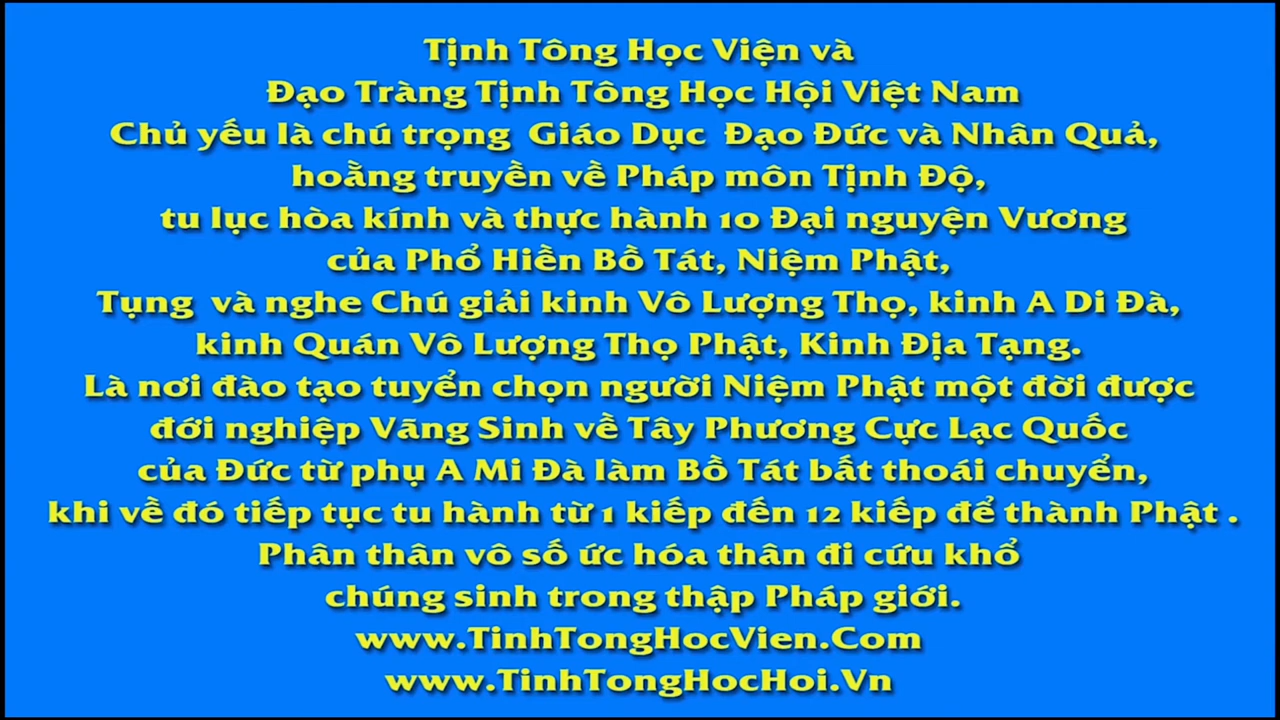 Tịnh Tông Học Viện và
Đạo Tràng Tịnh Tông Học Hội Việt Nam
Chủ yếu là chú trọng Giáo Dục Đạo Đức và Nhân Quả,
hoằng truyền về Pháp môn Tịnh Độ,
tu lục hòa kính và thực hành 10 Đại nguyện Vương
của Phổ Hiền Bồ Tát, Niệm Phật,
Tụng và nghe Chú giải kinh Vô Lượng Thọ, kinh A Di Đà,
kinh Quán Vô Lượng Thọ Phật, Kinh Địa Tạng.
Là nơi đào tạo tuyển chọn người Niệm Phật một đời được
đới nghiệp Vãng Sinh về Tây Phương Cực Lạc Quốc
của Đức từ phụ A Mi Đà làm Bồ Tát bất thoái chuyển,
khi về đó tiếp tục tu hành từ 1 kiếp đến 12 kiếp để thành Phật .
Phân thân vô số ức hóa thân đi cứu khổ
chúng sinh trong thập Pháp giới.
www.TinhTongHocVien.Com
www.TinhTongHocHoi.Vn